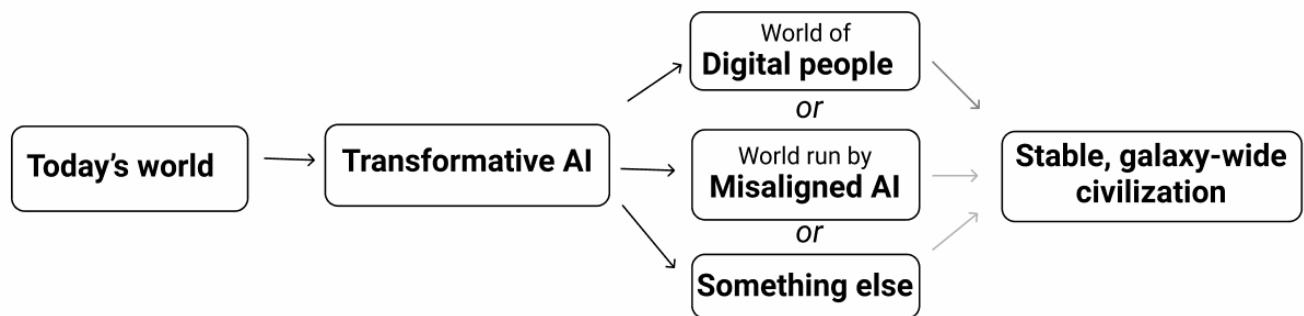 Today’s world
Transformative AI
World of
Digital people
or
World run by
Misaligned AI
or
Something else
Stable, galaxy-wide
civilization